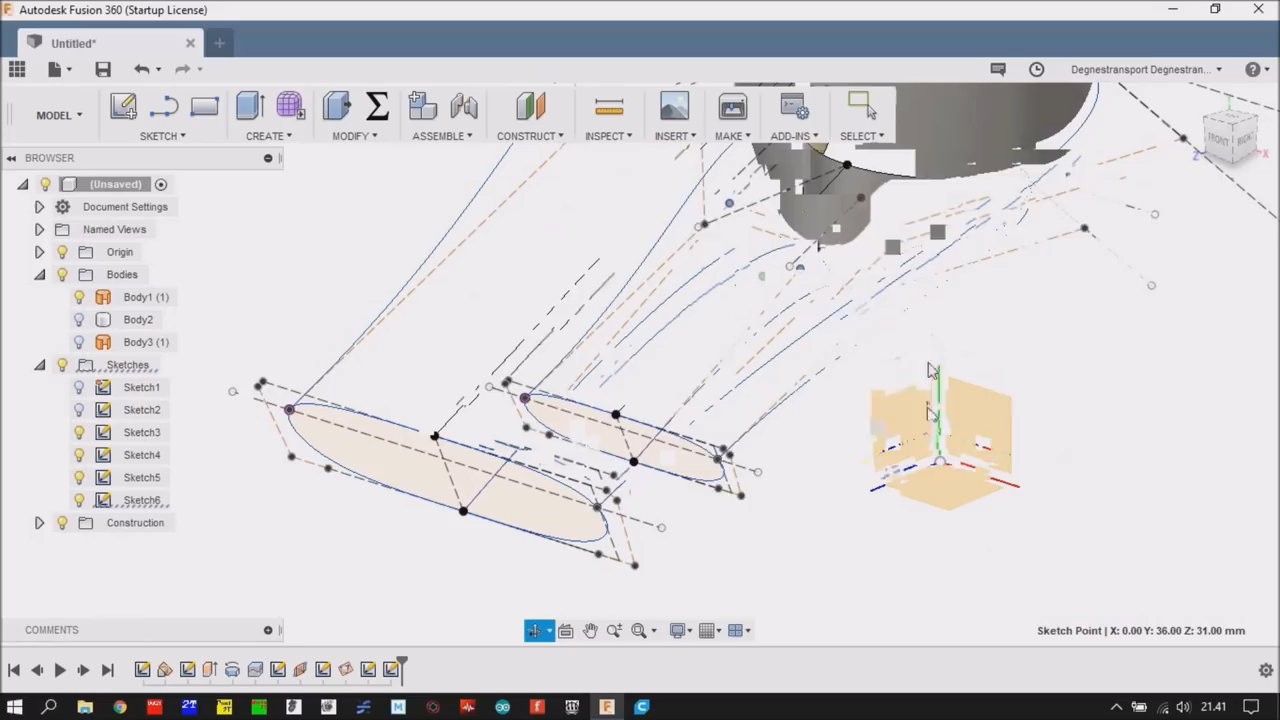 Autodesk Fusion 360 (Startup License)
Untitled*
Degnestransport Degnestran...
MODEL
SKETCH
CREATE
MODIFY
ASSEMBLE
CONSTRUCT
INSPECT
INSERT
MAKE
ADD-INS
SELECT
BROWSER
(Unsaved)
Document Settings
Named Views
Origin
Bodies
Body1 (1)
Body2
Body3 (1)
Sketches
Sketch1
Sketch2
Sketch3
Sketch4
Sketch5
Sketch6
Construction
FRONT
RIGHT
Z
X
COMMENTS
Sketch Point | X: 0.00 Y: 36.00 Z: 31.00 mm
21.41